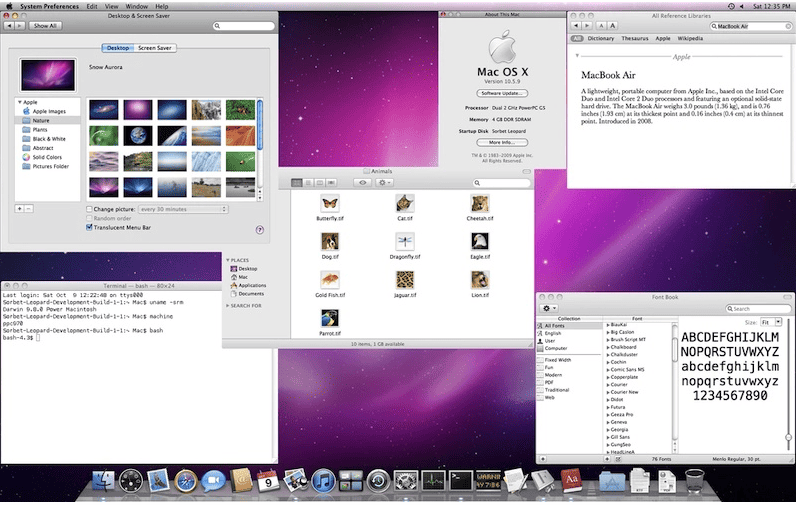 System Preferences Edit View Window Help
Sat 12:35 PM
Desktop & Screen Saver
Show All
Desktop Screen Saver
Snow Aurora
Apple
Apple Images
Nature
Plants
Black & White
Abstract
Solid Colors
Pictures Folder
Change picture: every 30 minutes
Random order
Translucent Menu Bar
About This Mac
Mac OS X
Version 10.5.9
Software Update...
Processor Dual 2 GHz PowerPC G5
Memory 4 GB DDR SDRAM
Startup Disk Sorbet Leopard
More Info...
TM & © 1983-2009 Apple Inc.
All Rights Reserved.
All Reference Libraries
A A
MacBook Air
All Dictionary Thesaurus Apple Wikipedia
Apple
MacBook Air
A lightweight, portable computer from Apple Inc., based on the Intel Core
Duo and Intel Core 2 Duo processors and featuring an optional solid-state
hard drive. The MacBook Air weighs 3.0 pounds (1.36 kg), and is 0.76
inches (1.93 cm) at its thickest point and 0.16 inches (0.4 cm) at its thinnest
point. Introduced in 2008.
Animals
PLACES
Desktop
Mac
Applications
Documents
SEARCH FOR
Butterfly.tif Cat.tif Cheetah.tif
Dog.tif Dragonfly.tif Eagle.tif
Gold Fish.tif Jaguar.tif Lion.tif
Parrot.tif
10 items, 1 GB available
Terminal — bash — 80x24
Last login: Sat Oct 9 12:22:48 on ttys000
Sorbet-Leopard-Development-Build-1-1:~ Mac$ uname -srm
Darwin 9.8.0 Power Macintosh
Sorbet-Leopard-Development-Build-1-1:~ Mac$ machine
ppc970
Sorbet-Leopard-Development-Build-1-1:~ Mac$ bash
bash-4.3$
Font Book
Search
Collection
All Fonts
English
User
Computer
Fixed Width
Fun
Modern
PDF
Traditional
Web
Font
BiauKai
Big Caslon
Brush Script MT
Chalkboard
Chalkduster
Cochin
Comic Sans MS
Copperplate
Courier
Courier New
Didot
Futura
Geeza Pro
Geneva
Georgia
Gill Sans
GungSeo
HeadLineA
Size: Fit
ABCDEFGHIJKLM
NOPQRSTUVWXYZ
abcdefghijklm
nopqrstuvwxyz
1234567890
76 Fonts
Menlo Regular, 30 pt.
9
WARNIN
AY 7:36
Aa